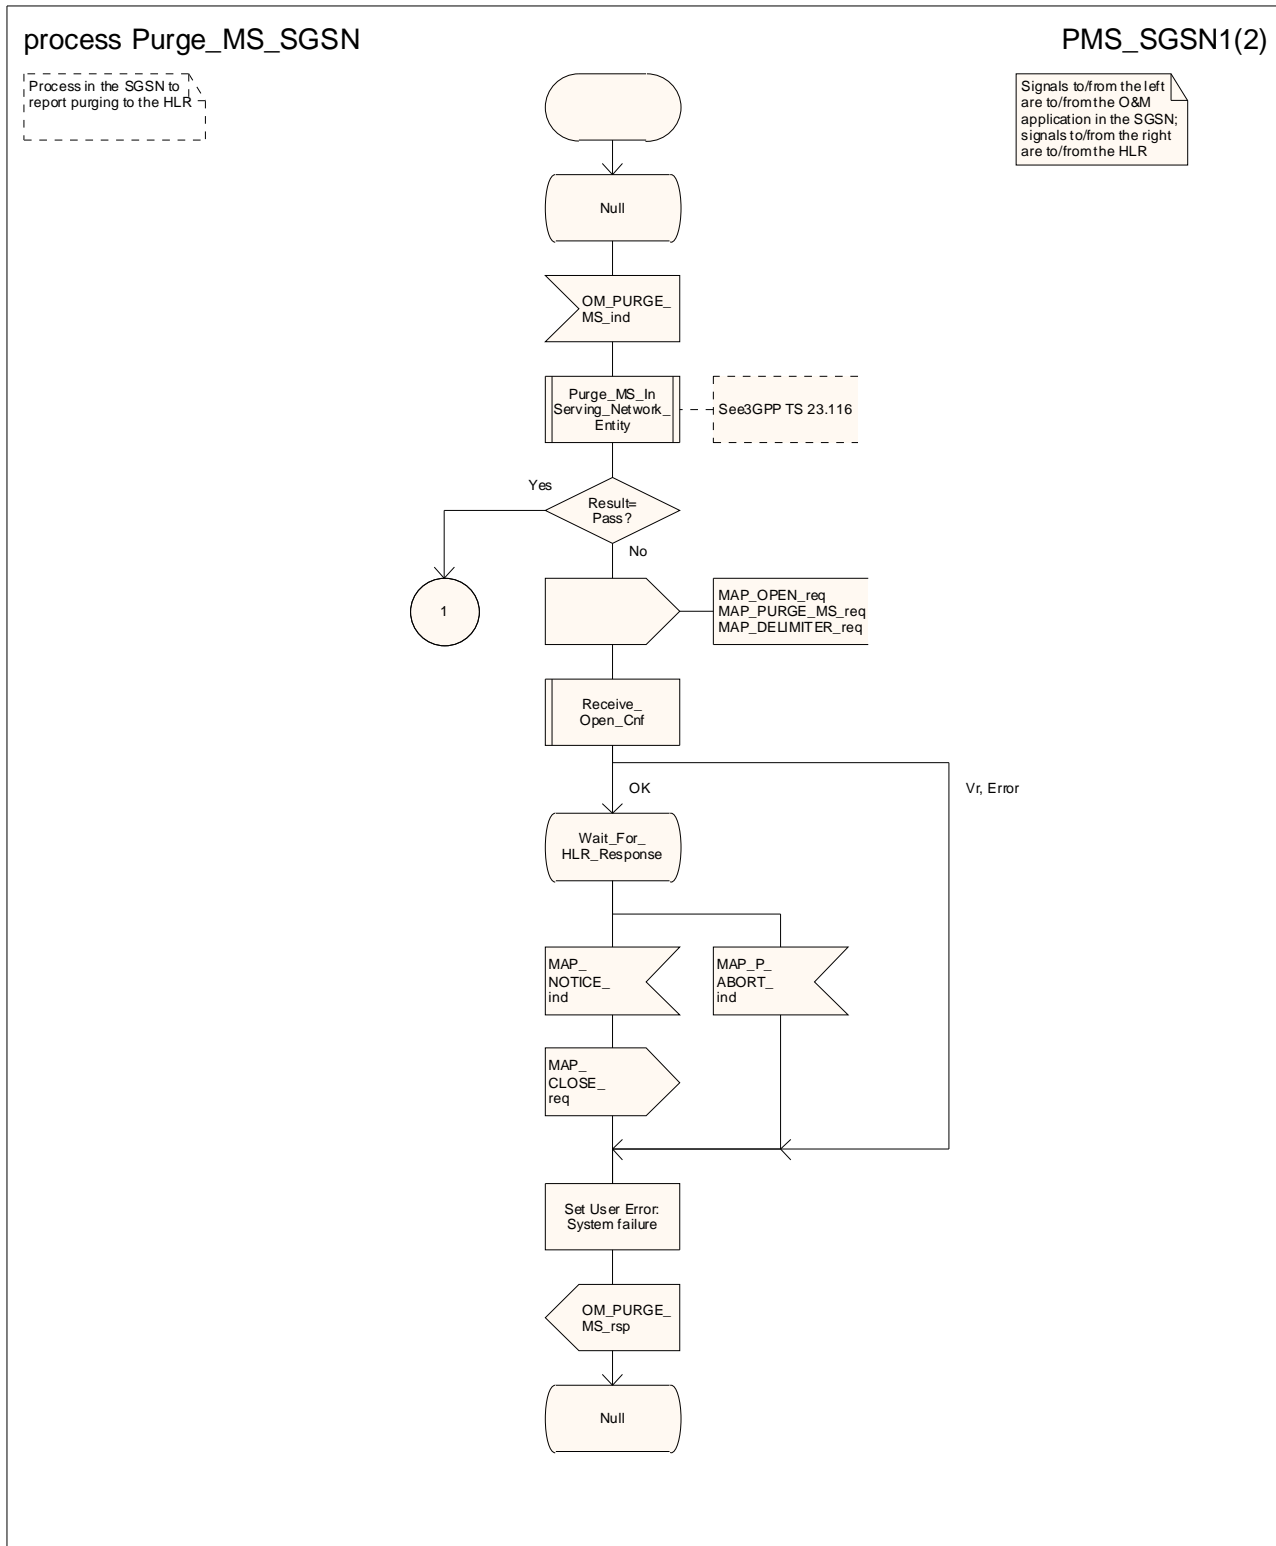 process Purge_MS_SGSN
PMS_SGSN1(2)
Process in the SGSN to
report purging to the HLR
Signals to/from the left
are to/from the O&M
application in the SGSN;
signals to/from the right
are to/from the HLR
Null
OM_PURGE_
MS_ind
Purge_MS_In
Serving_Network_
Entity
See3GPP TS 23.116
Yes
Result=
Pass?
No
1
MAP_OPEN_req
MAP_PURGE_MS_req
MAP_DELIMITER_req
Receive_
Open_Cnf
OK
Vr, Error
Wait_For_
HLR_Response
MAP_
NOTICE_
ind
MAP_P_
ABORT_
ind
MAP_
CLOSE_
req
Set User Error:
System failure
OM_PURGE_
MS_rsp
Null